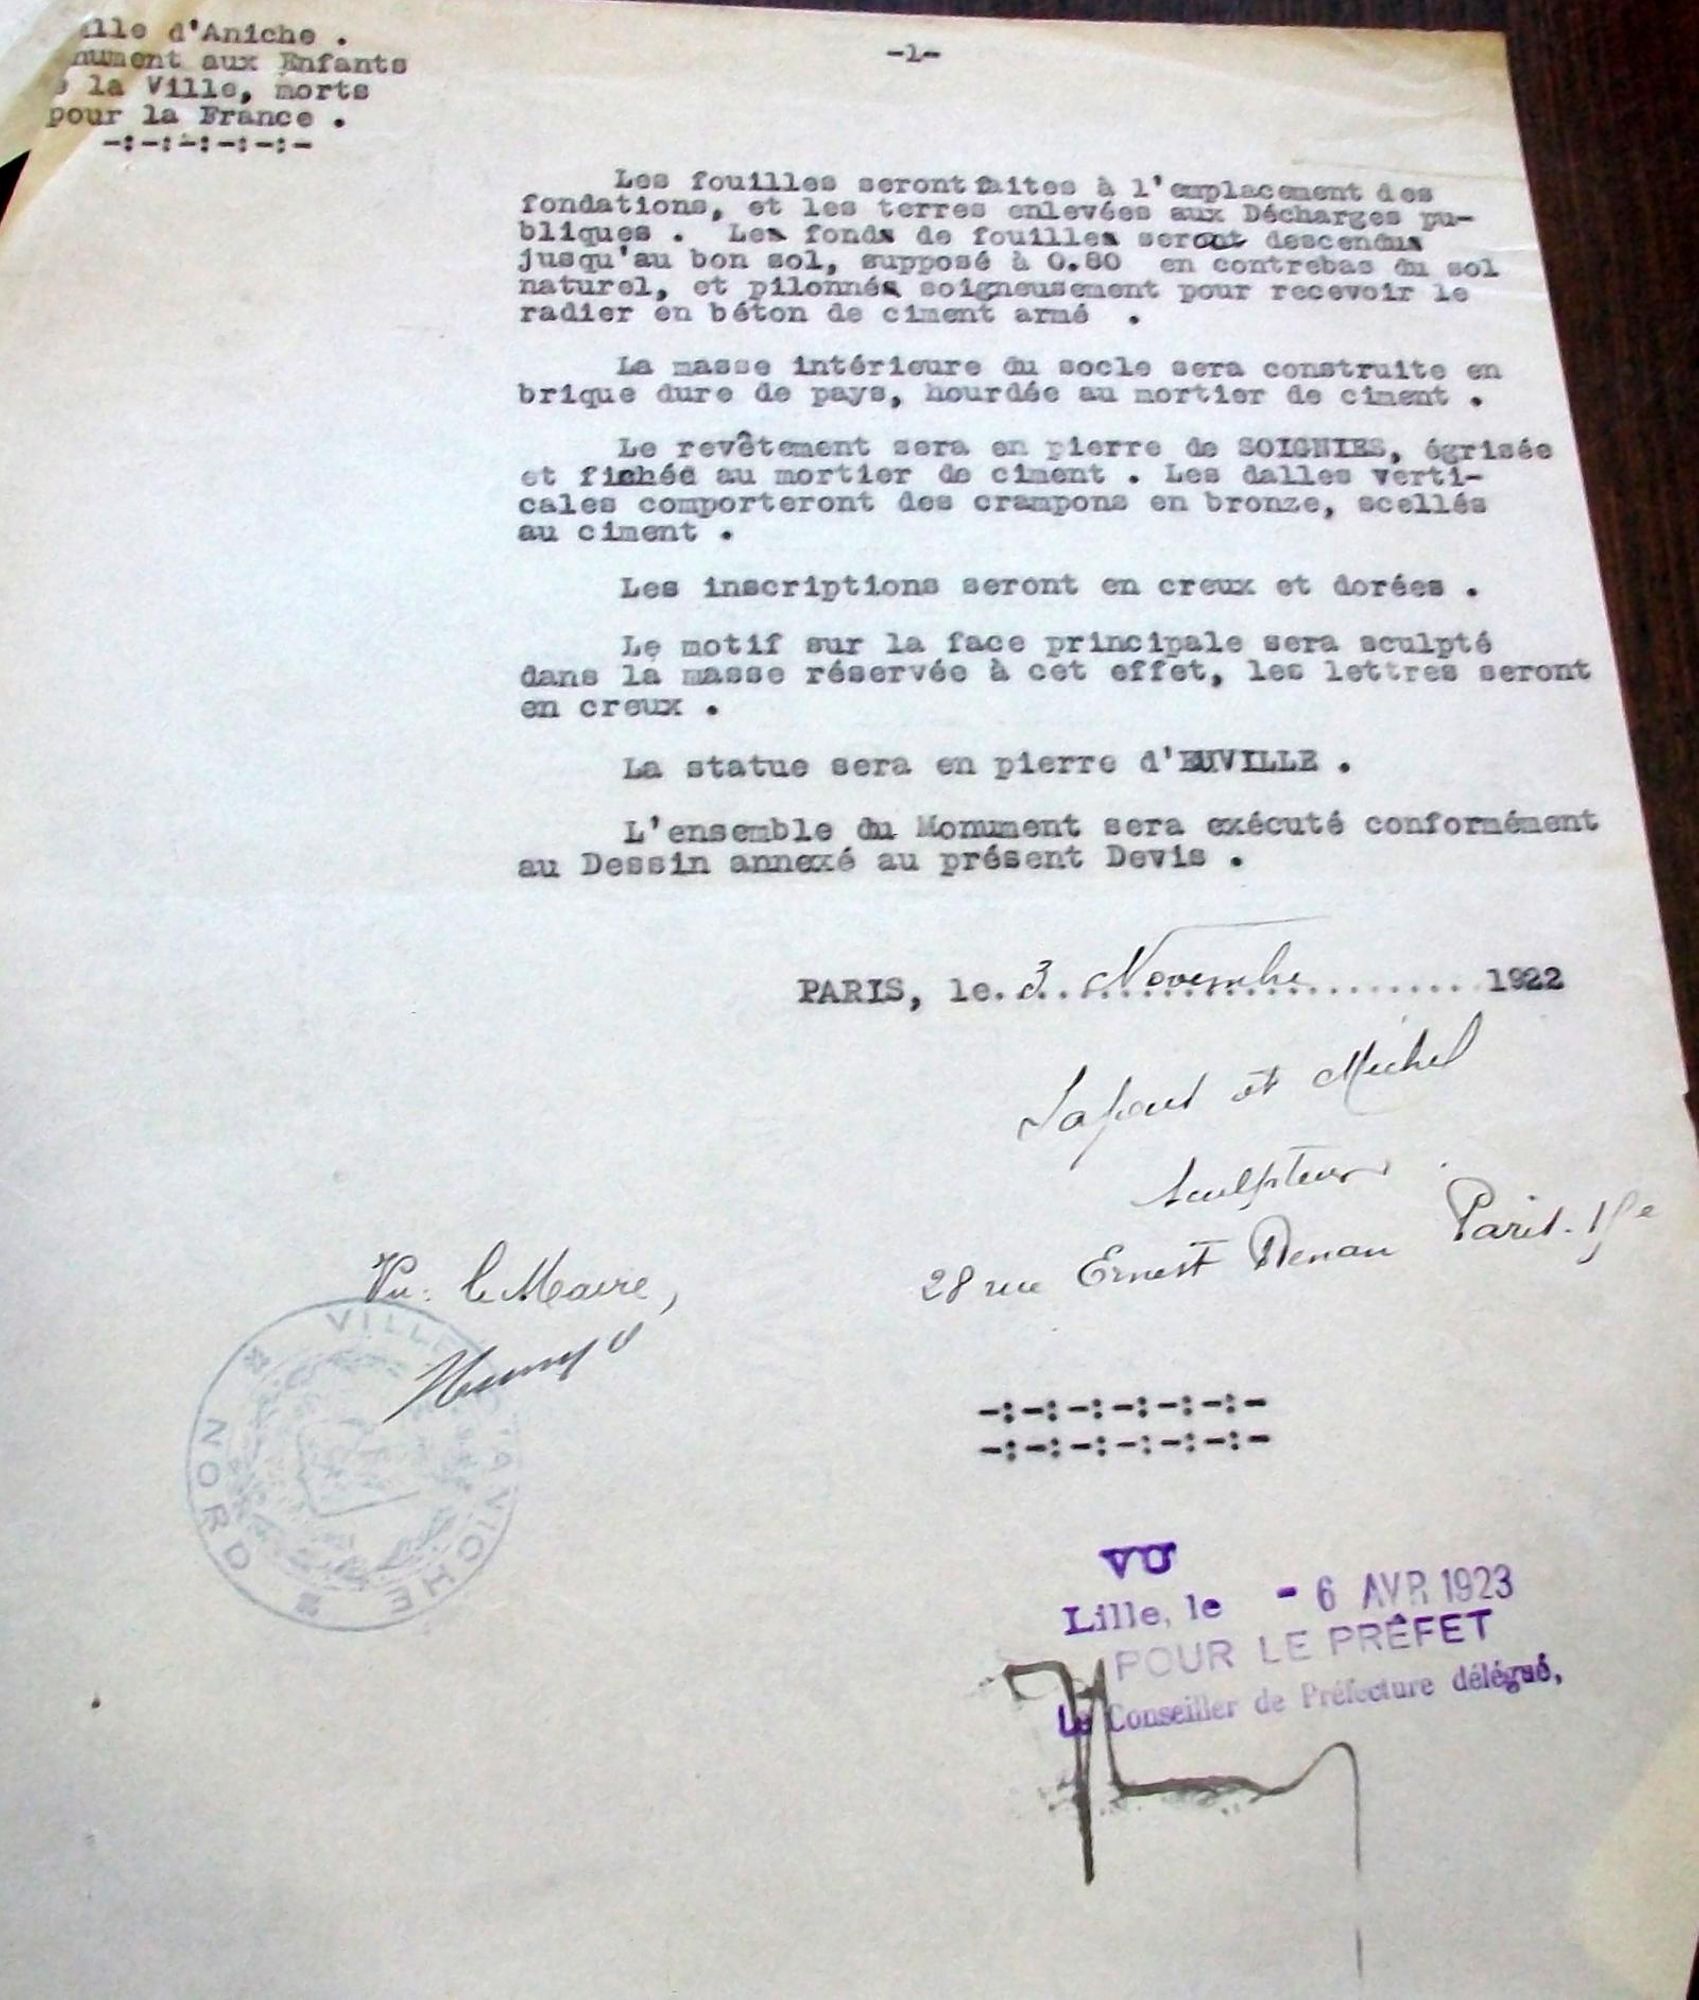 ille d'Aniche .
nument aux Enfants
la Ville, morts
pour la France .
-:-:-:-:-:-
-1-
Les fouilles seront faites à l'emplacement des
fondations, et les terres enlevées aux Décharges pu-
bliques . Les fonds de fouilles seront descendus
jusqu'au bon sol, supposé à 0.80 en contrebas du sol
naturel, et pilonnés soigneusement pour recevoir le
radier en béton de ciment armé .
La masse intérieure du socle sera construite en
brique dure de pays, hourdée au mortier de ciment .
Le revêtement sera en pierre de SOIGNIES, égrisée
et fichée au mortier de ciment . Les dalles verti-
cales comporteront des crampons en bronze, scellés
au ciment .
Les inscriptions seront en creux et dorées .
Le motif sur la face principale sera sculpté
dans la masse réservée à cet effet, les lettres seront
en creux .
La statue sera en pierre d'EUVILLE .
L'ensemble du Monument sera exécuté conformément
au Dessin annexé au présent Devis .
PARIS, le 3 Novembre 1922
et Michel
Sculpteurs
28 rue Ernest Renan Paris. 15e
Vu: le Maire,
VILLE D'ANICHE
NORD
-:-:-:-:-:-:-
-:-:-:-:-:-:-
VU
Lille, le - 6 AVR 1923
POUR LE PRÉFET
Le Conseiller de Préfecture délégué,